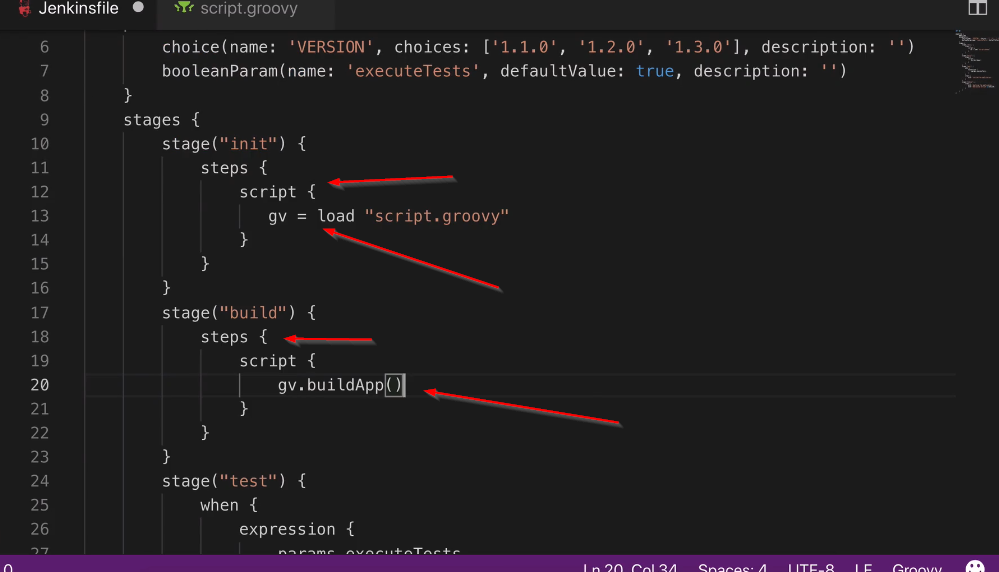 Jenkinsfile script.groovy
6 choice(name: 'VERSION', choices: ['1.1.0', '1.2.0', '1.3.0'], description: '')
7 booleanParam(name: 'executeTests', defaultValue: true, description: '')
8 }
9 stages {
10 stage("init") {
11 steps {
12 script {
13 gv = load "script.groovy"
14 }
15 }
16 }
17 stage("build") {
18 steps {
19 script {
20 gv.buildApp()
21 }
22 }
23 }
24 stage("test") {
25 when {
26 expression {
27 params.executeTests
0 Ln 20, Col 34 Spaces: 4 UTF-8 LF Groovy